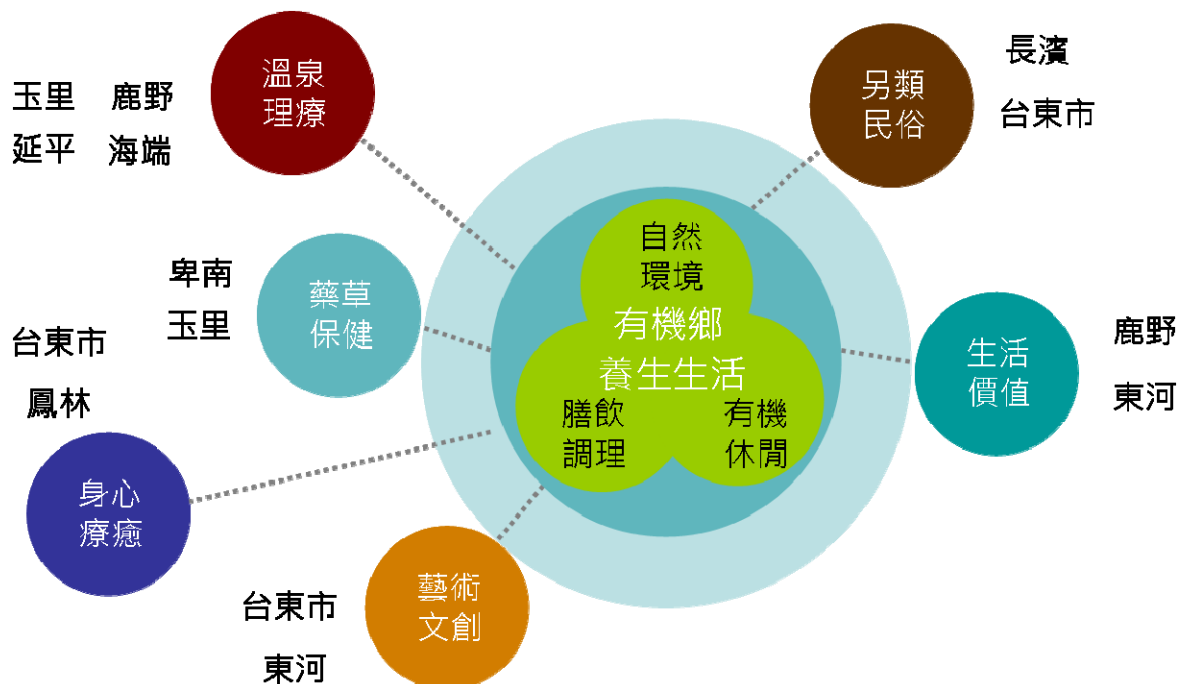 溫泉
理療
玉里 鹿野
延平 海端
另類
民俗
長濱
台東市
自然
環境
有機鄉
養生生活
膳飲
調理
有機
休閒
卑南
玉里
藥草
保健
生活
價值
鹿野
東河
台東市
鳳林
身心
療癒
台東市
東河
藝術
文創